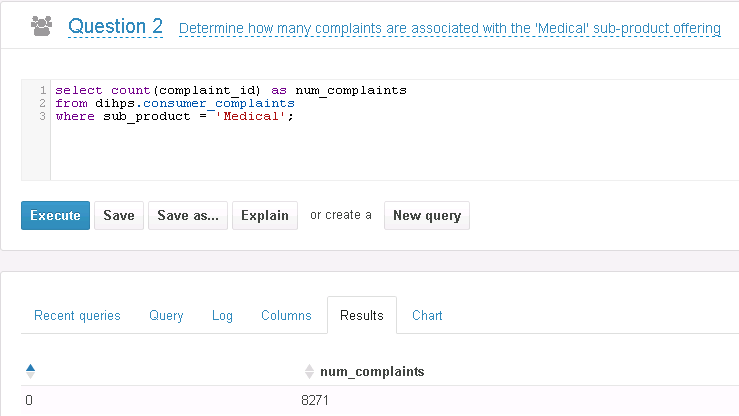 Question 2 Determine how many complaints are associated with the 'Medical' sub-product offering
1 select count(complaint_id) as num_complaints
2 from dihps.consumer_complaints
3 where sub_product = 'Medical';
Execute Save Save as... Explain or create a New query
Recent queries Query Log Columns Results Chart
num_complaints
0 8271